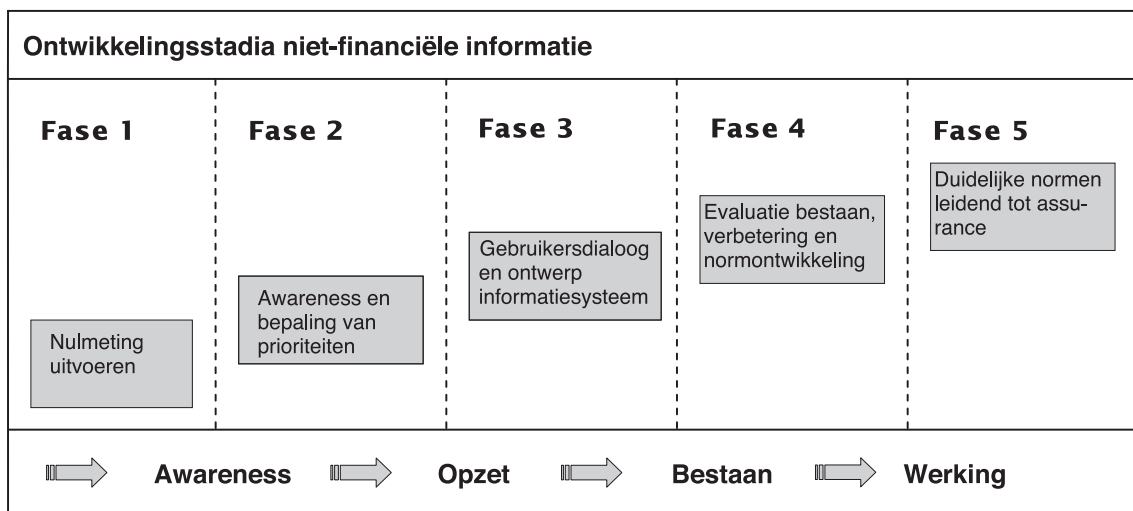 Ontwikkelingsstadia niet-financiële informatie
Fase 1
Nulmeting
uitvoeren
Fase 2
Awareness en
bepaling van
prioriteiten
Fase 3
Gebruikersdialoog
en ontwerp
informatiesysteem
Fase 4
Evaluatie bestaan,
verbetering en
normontwikkeling
Fase 5
Duidelijke normen
leidend tot assu-
rance
Awareness
Opzet
Bestaan
Werking